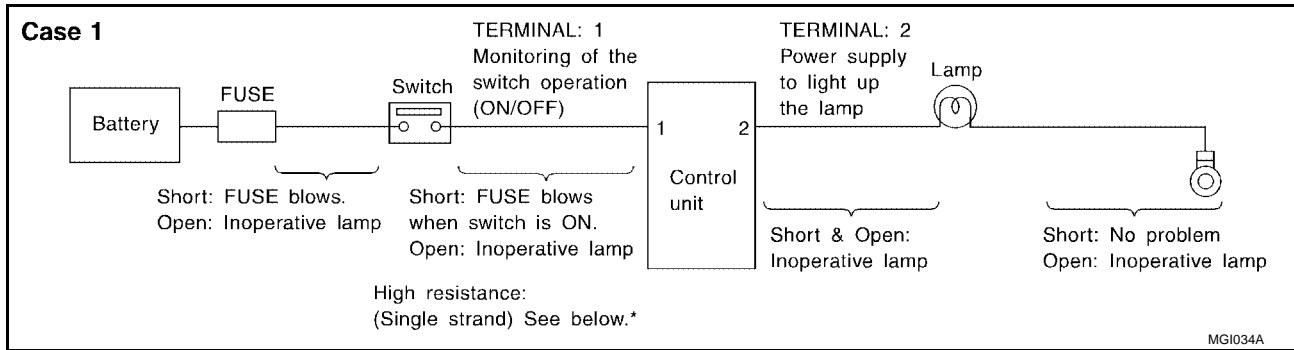 Case 1
TERMINAL: 1
Monitoring of the
switch operation
(ON/OFF)
TERMINAL: 2
Power supply
to light up
the lamp
Lamp
FUSE
Switch
Battery
1
2
Control
unit
Short: FUSE blows.
Open: Inoperative lamp
Short: FUSE blows
when switch is ON.
Open: Inoperative lamp
Short & Open:
Inoperative lamp
Short: No problem
Open: Inoperative lamp
High resistance:
(Single strand) See below.*
MGI034A